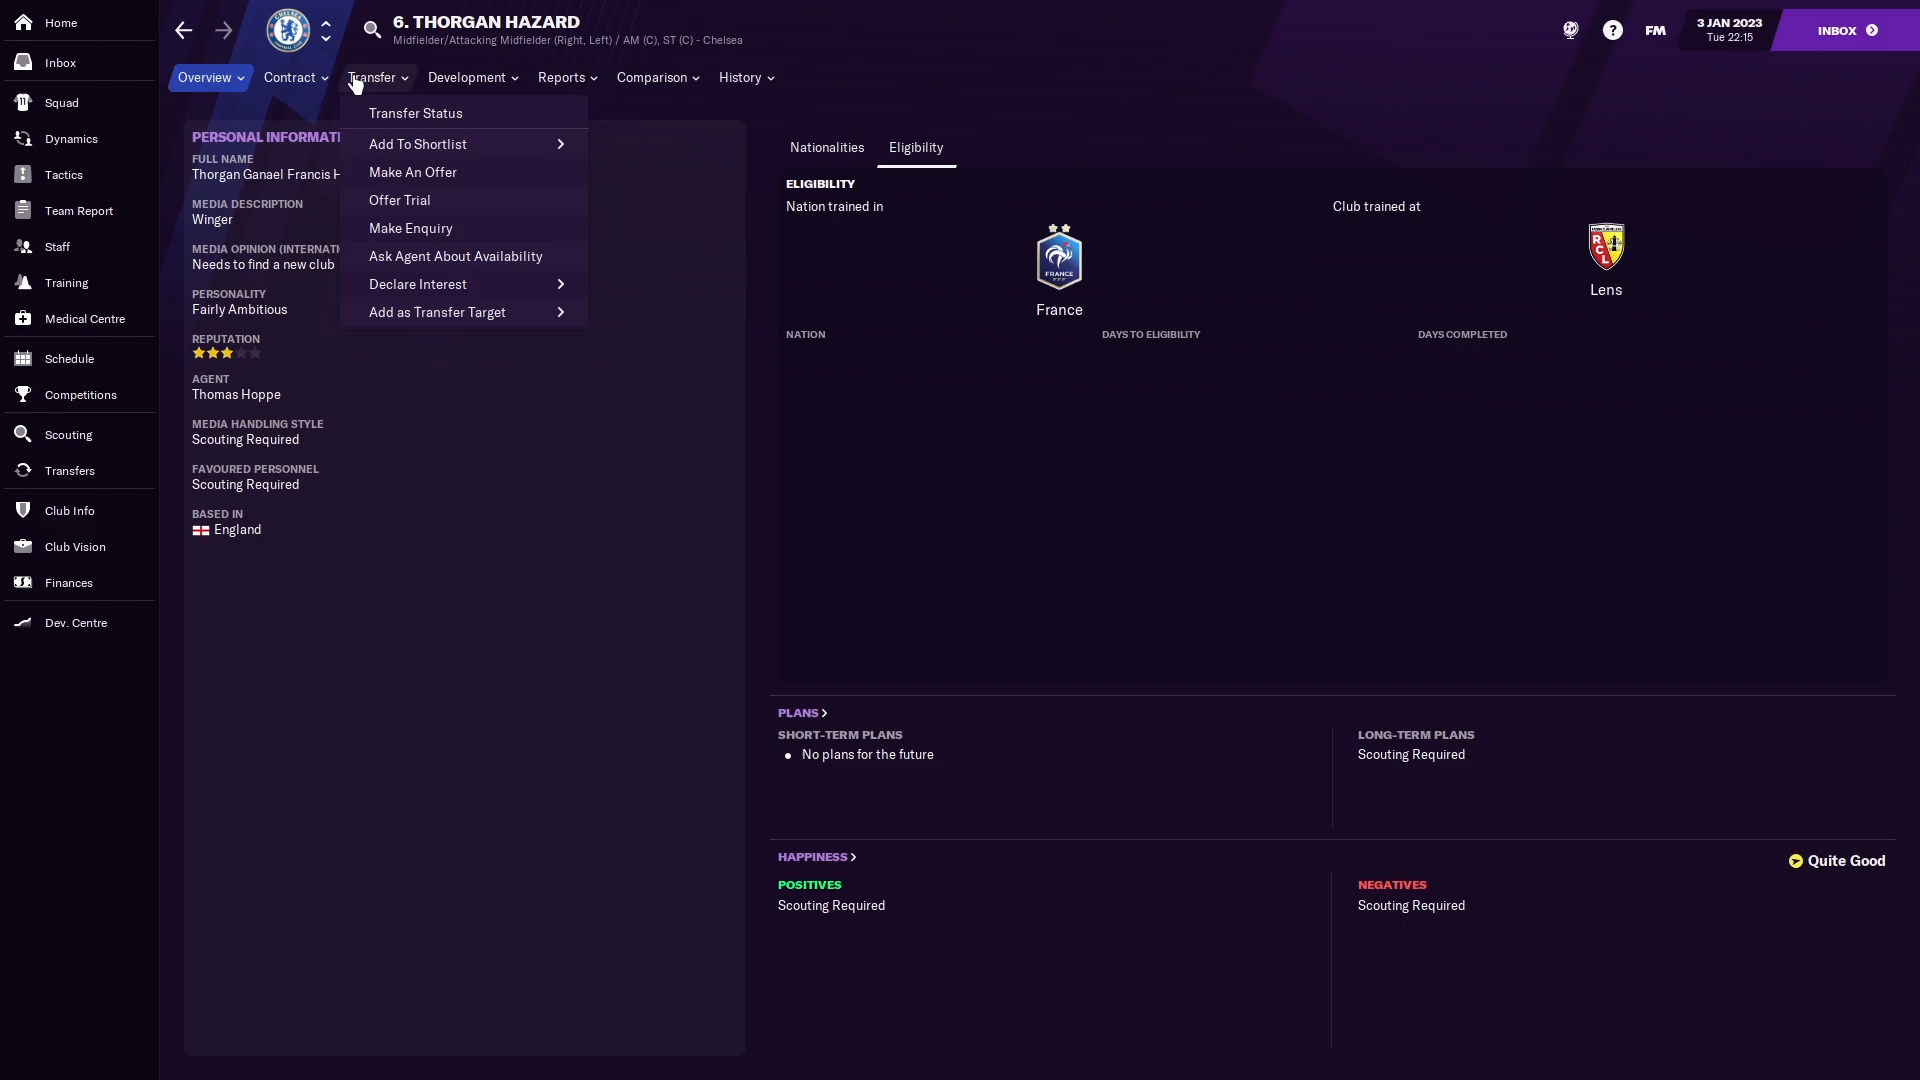 Home
Inbox
Squad
Dynamics
Tactics
Team Report
Staff
Training
Medical Centre
Schedule
Competitions
Scouting
Transfers
Club Info
Club Vision
Finances
Dev. Centre
6. THORGAN HAZARD
Midfielder/Attacking Midfielder (Right, Left) / AM (C), ST (C) - Chelsea
FM
3 JAN 2023
Tue 22:15
INBOX
Overview
Contract
Transfer
Development
Reports
Comparison
History
Transfer Status
Add To Shortlist
Make An Offer
Offer Trial
Make Enquiry
Ask Agent About Availability
Declare Interest
Add as Transfer Target
PERSONAL INFORMATI
FULL NAME
Thorgan Ganael Francis H
MEDIA DESCRIPTION
Winger
MEDIA OPINION (INTERNATI
Needs to find a new club
PERSONALITY
Fairly Ambitious
REPUTATION
AGENT
Thomas Hoppe
MEDIA HANDLING STYLE
Scouting Required
FAVOURED PERSONNEL
Scouting Required
BASED IN
England
Nationalities
Eligibility
ELIGIBILITY
Nation trained in
Club trained at
FRANCE
FFF
RCL
France
Lens
NATION
DAYS TO ELIGIBILITY
DAYS COMPLETED
PLANS
SHORT-TERM PLANS
No plans for the future
LONG-TERM PLANS
Scouting Required
HAPPINESS
Quite Good
POSITIVES
Scouting Required
NEGATIVES
Scouting Required